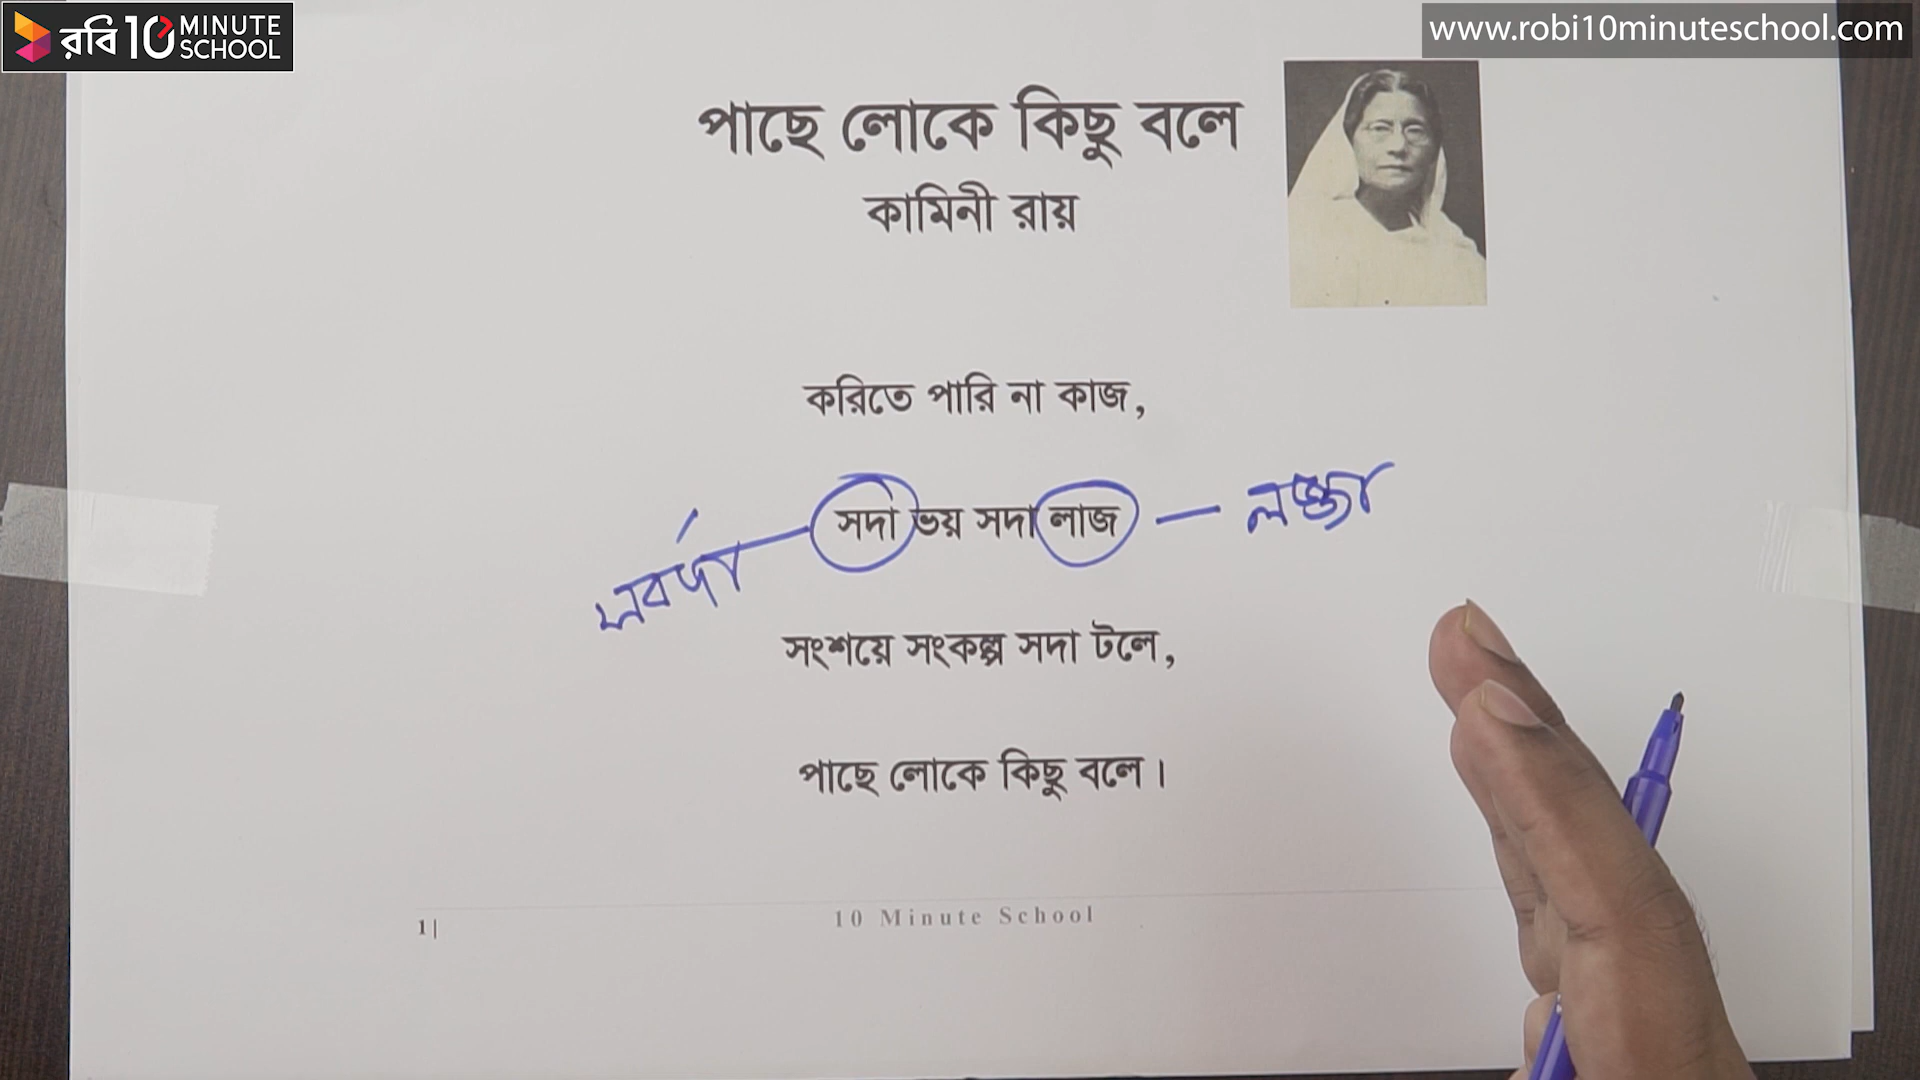 রবি 10 MINUTE SCHOOL
www.robi10minuteschool.com
পাছে লোকে কিছু বলে
কামিনী রায়
করিতে পারি না কাজ,
সর্বদা — সদা ভয় সদা লাজ — লজ্জা
সংশয়ে সংকল্প সদা টলে,
পাছে লোকে কিছু বলে।
1| 10 Minute School